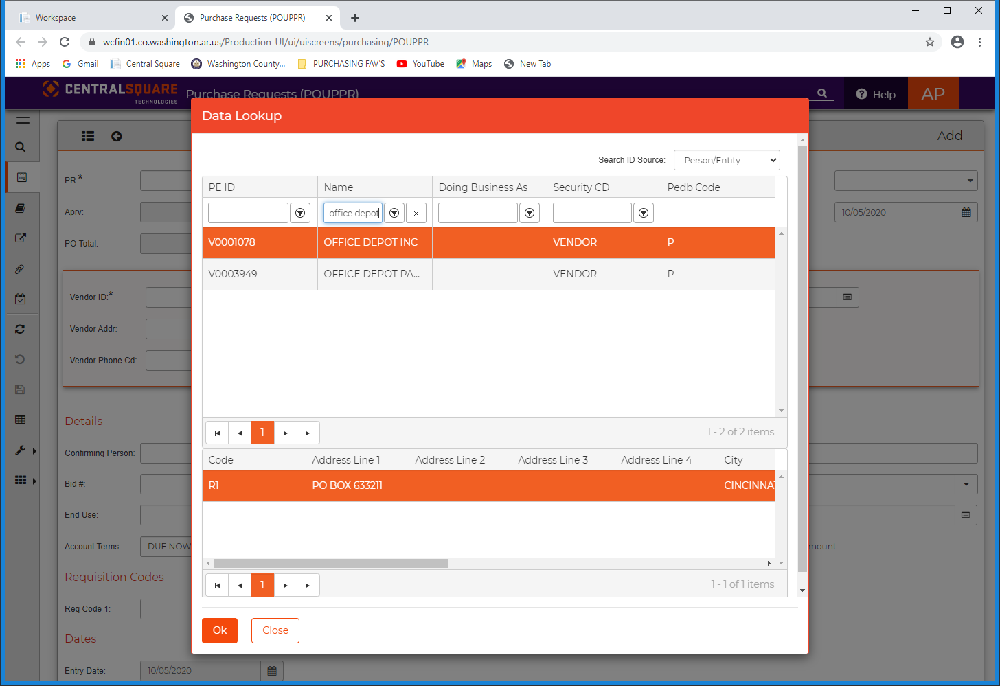 Workspace
Purchase Requests (POUPPR)
wcfin01.co.washington.ar.us/Production-UI/ui/uiscreens/purchasing/POUPPR
Apps
Gmail
Central Square
Washington County...
PURCHASING FAV'S
YouTube
Maps
New Tab
CENTRALSQUARE
TECHNOLOGIES
Purchase Requests (POUPPR)
Help
AP
Data Lookup
Add
Search ID Source: Person/Entity
PE ID Name Doing Business As Security CD Pedb Code
office depot
V0001078 OFFICE DEPOT INC VENDOR P
V0003949 OFFICE DEPOT PA... VENDOR P
1 1 - 2 of 2 items
Code Address Line 1 Address Line 2 Address Line 3 Address Line 4 City
R1 PO BOX 633211 CINCINNA
1 1 - 1 of 1 items
Ok Close
PR:*
Aprv: 10/05/2020
PO Total:
Vendor ID:*
Vendor Addr:
Vendor Phone Cd:
Details
Confirming Person:
Bid #:
End Use:
Account Terms: DUE NOW mount
Requisition Codes
Req Code 1:
Dates
Entry Date: 10/05/2020